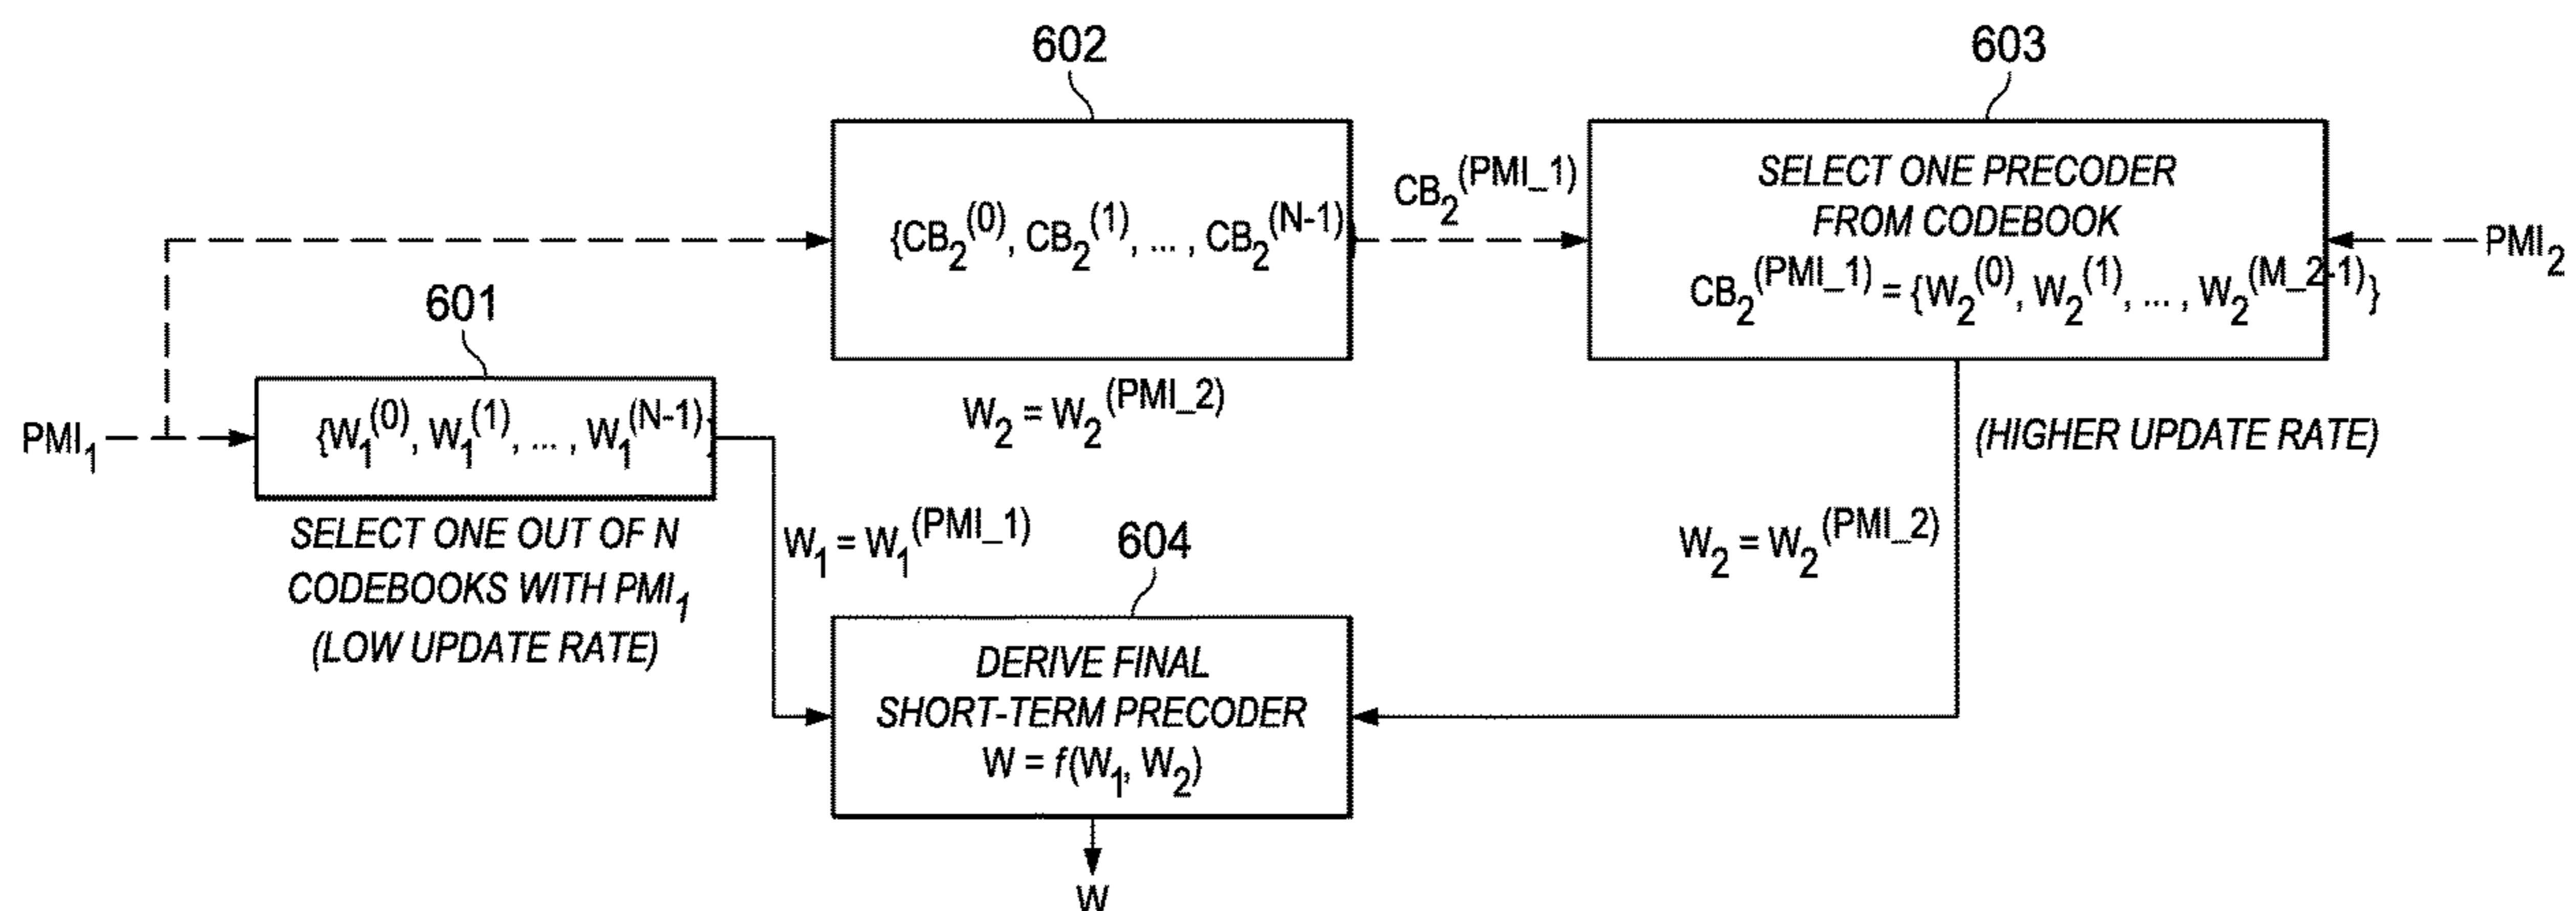 602
603
{CB₂⁽⁰⁾, CB₂⁽¹⁾, ... , CB₂⁽ᴺ⁻¹⁾}
CB₂^(PMI_1)
SELECT ONE PRECODER
FROM CODEBOOK
CB₂^(PMI_1) = {W₂^(0), W₂^(1), ... , W₂^(M_2-1)}
PMI₂
601
PMI₁
{W₁^(0), W₁^(1), ... , W₁^(N-1)}
W₂ = W₂^(PMI_2)
(HIGHER UPDATE RATE)
SELECT ONE OUT OF N
CODEBOOKS WITH PMI₁
(LOW UPDATE RATE)
W₁ = W₁^(PMI_1)
604
W₂ = W₂^(PMI_2)
DERIVE FINAL
SHORT-TERM PRECODER
W = f(W₁, W₂)
W